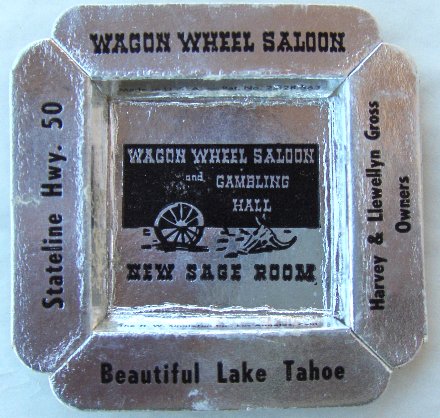 WAGON WHEEL SALOON
Stateline Hwy. 50
WAGON WHEEL SALOON
and GAMBLING
HALL
NEW SAGE ROOM
Harvey & Llewellyn Gross
Owners
Beautiful Lake Tahoe